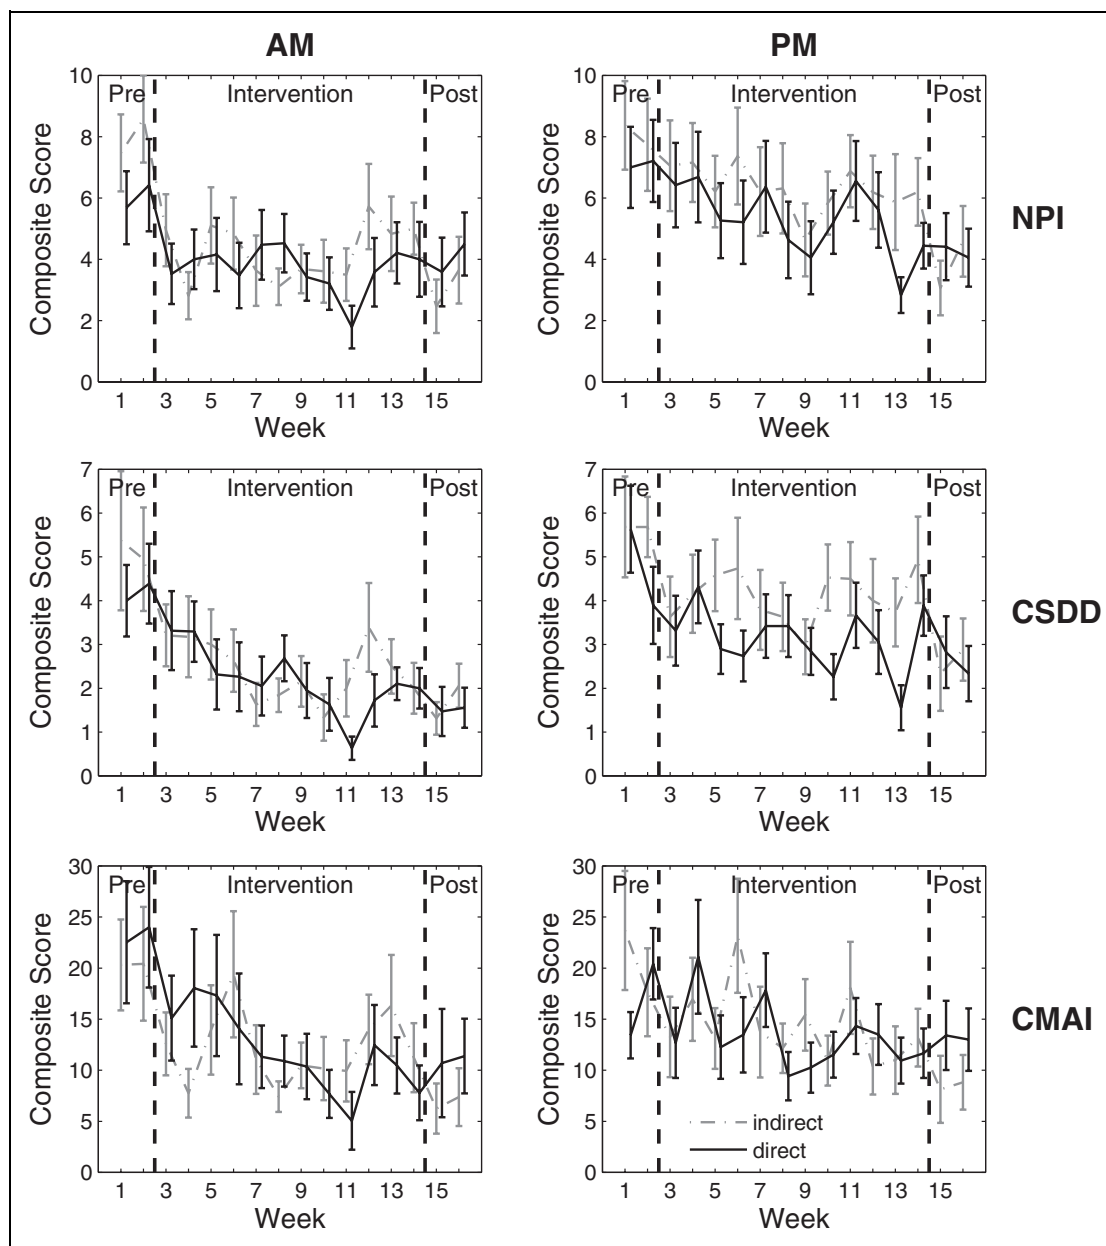 AM
PM
10
8
6
4
2
0
Composite Score
Pre
Intervention
Post
1 3 5 7 9 11 13 15
Week
10
8
6
4
2
0
Composite Score
Pre
Intervention
Post
1 3 5 7 9 11 13 15
Week
NPI
7
6
5
4
3
2
1
0
Composite Score
Pre
Intervention
Post
1 3 5 7 9 11 13 15
Week
7
6
5
4
3
2
1
0
Composite Score
Pre
Intervention
Post
1 3 5 7 9 11 13 15
Week
CSDD
30
25
20
15
10
5
0
Composite Score
Pre
Intervention
Post
1 3 5 7 9 11 13 15
Week
30
25
20
15
10
5
0
Composite Score
Pre
Intervention
Post
indirect
direct
1 3 5 7 9 11 13 15
Week
CMAI